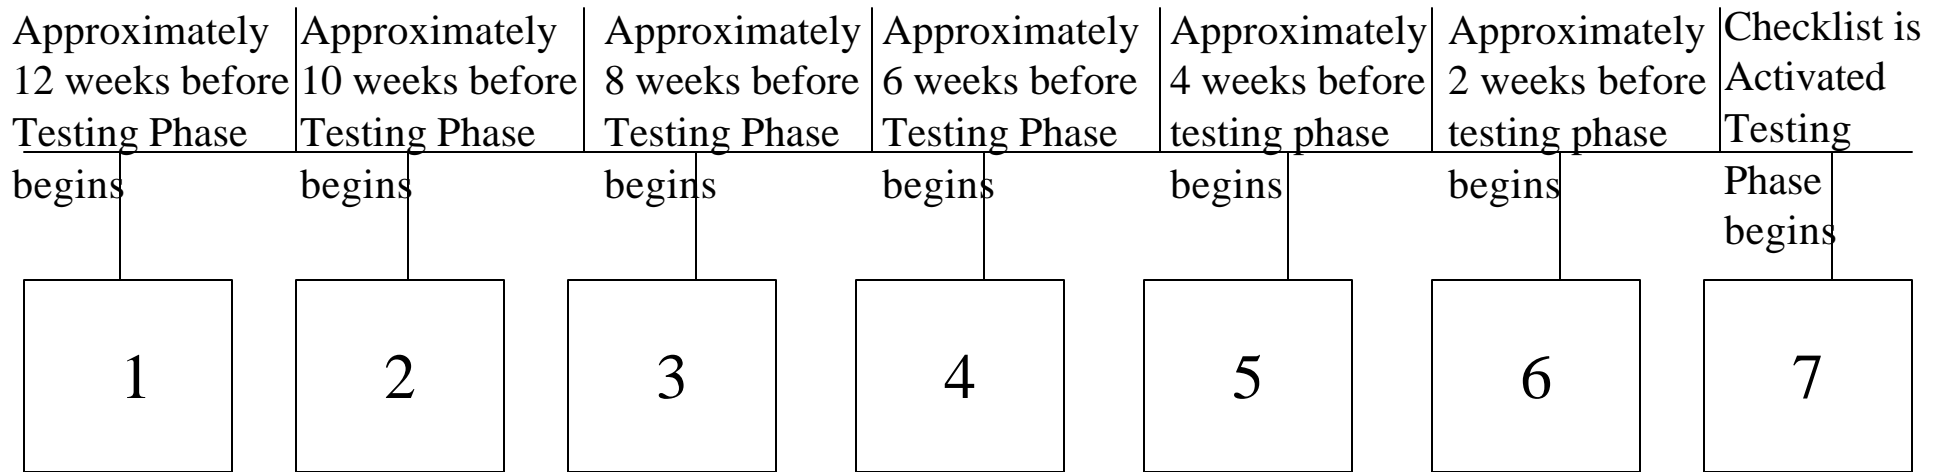 Approximately
12 weeks before
Testing Phase
begins
Approximately
10 weeks before
Testing Phase
begins
Approximately
8 weeks before
Testing Phase
begins
Approximately
6 weeks before
Testing Phase
begins
Approximately
4 weeks before
testing phase
begins
Approximately
2 weeks before
testing phase
begins
Checklist is
Activated
Testing
Phase
begins
1
2
3
4
5
6
7